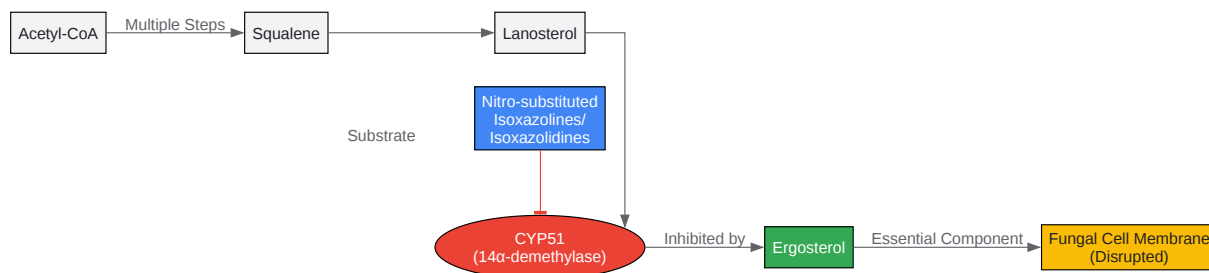 Acetyl-CoA
Multiple Steps
Squalene
Lanosterol
Nitro-substituted
Isoxazolines/
Isoxazolidines
Substrate
CYP51
(14α-demethylase)
Inhibited by
Ergosterol
Essential Component
Fungal Cell Membrane
(Disrupted)